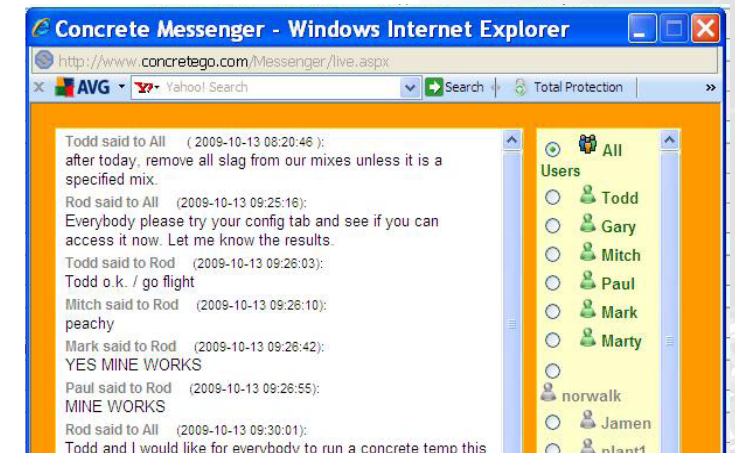 Concrete Messenger - Windows Internet Explorer
http://www.concretego.com/Messenger/live.aspx
AVG Y! Yahoo! Search Search Total Protection »
Todd said to All ( 2009-10-13 08:20:46 ):
after today, remove all slag from our mixes unless it is a
specified mix.
Rod said to All (2009-10-13 09:25:16):
Everybody please try your config tab and see if you can
access it now. Let me know the results.
Todd said to Rod (2009-10-13 09:26:03):
Todd o.k. / go flight
Mitch said to Rod (2009-10-13 09:26:10):
peachy
Mark said to Rod (2009-10-13 09:26:42):
YES MINE WORKS
Paul said to Rod (2009-10-13 09:26:55):
MINE WORKS
Rod said to All (2009-10-13 09:30:01):
Todd and I would like for everybody to run a concrete temp this
All
Users
Todd
Gary
Mitch
Paul
Mark
Marty
norwalk
Jamen
plant1